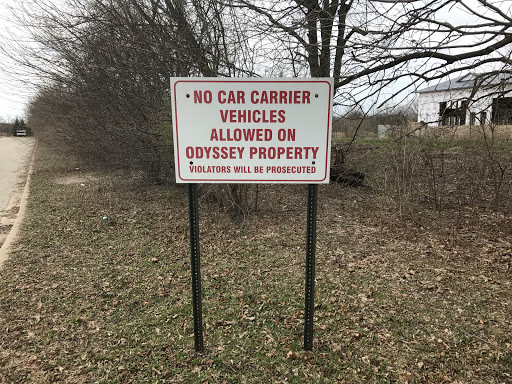 NO CAR CARRIER
VEHICLES
ALLOWED ON
ODYSSEY PROPERTY
VIOLATORS WILL BE PROSECUTED